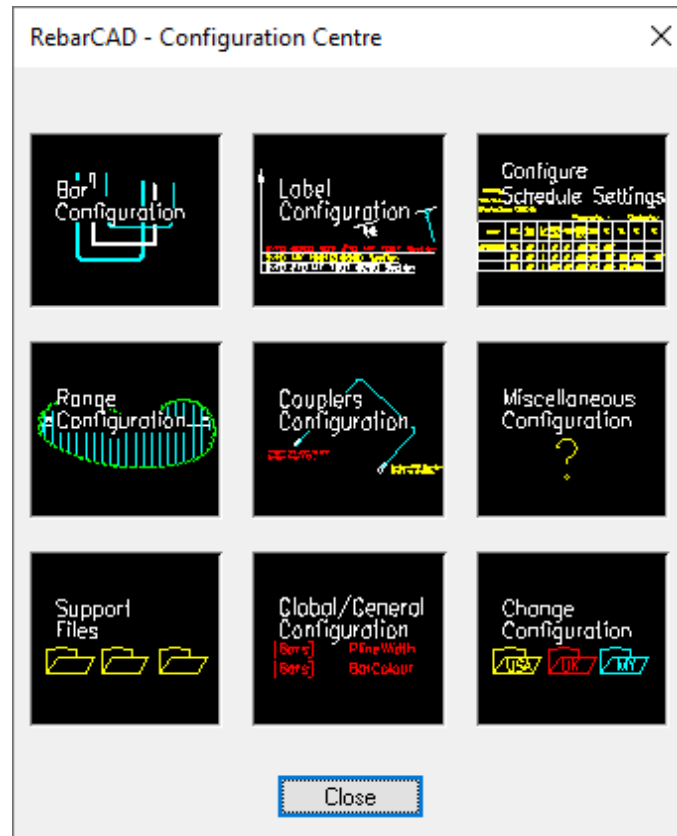 RebarCAD - Configuration Centre
Bar
Configuration
Label
Configuration
Configure
Schedule Settings
Range
Configuration
Couplers
Configuration
Miscellaneous
Configuration
?
Support
Files
Global/General
Configuration
[Bars] PlineWidth
[Bars] BarColour
Change
Configuration
USA UK MY
Close